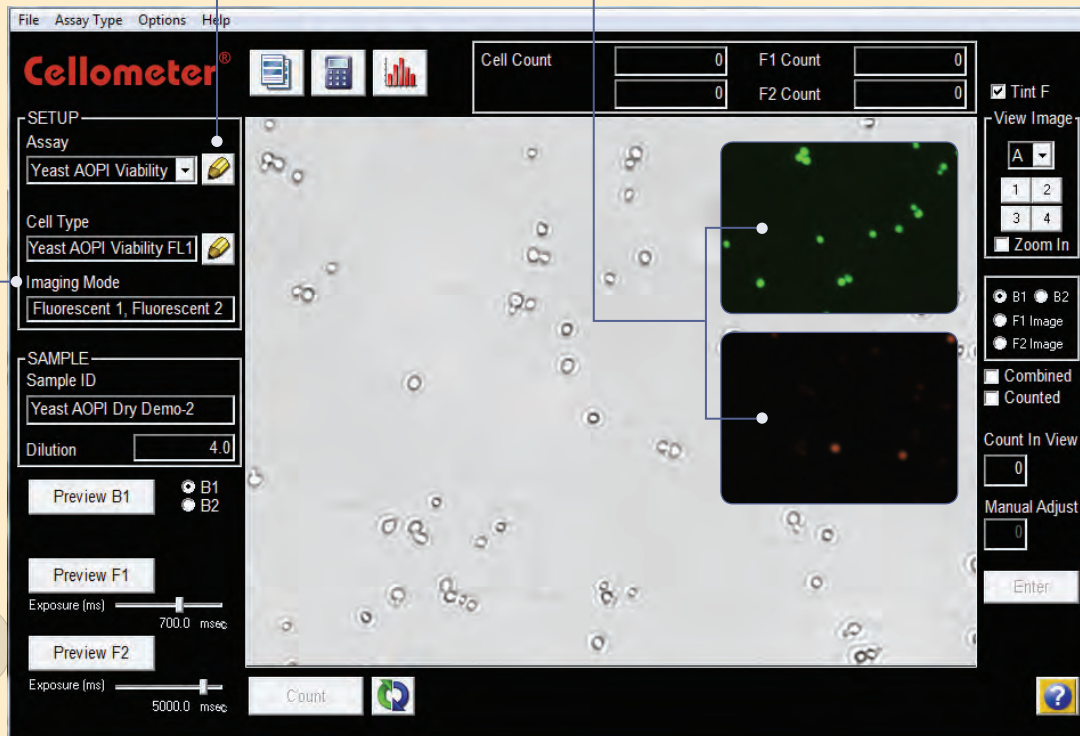 File Assay Type Options Help
Cellometer®
Cell Count 0 F1 Count 0
0 F2 Count 0
Tint F
SETUP
Assay
Yeast AOPI Viability
Cell Type
Yeast AOPI Viability FL1
Imaging Mode
Fluorescent 1, Fluorescent 2
SAMPLE
Sample ID
Yeast AOPI Dry Demo-2
Dilution 4.0
Preview B1
B1
B2
Preview F1
Exposure (ms)
700.0 msec
Preview F2
Exposure (ms)
5000.0 msec
Count
View Image
A
1 2
3 4
Zoom In
B1 B2
F1 Image
F2 Image
Combined
Counted
Count In View
0
Manual Adjust
0
Enter
?